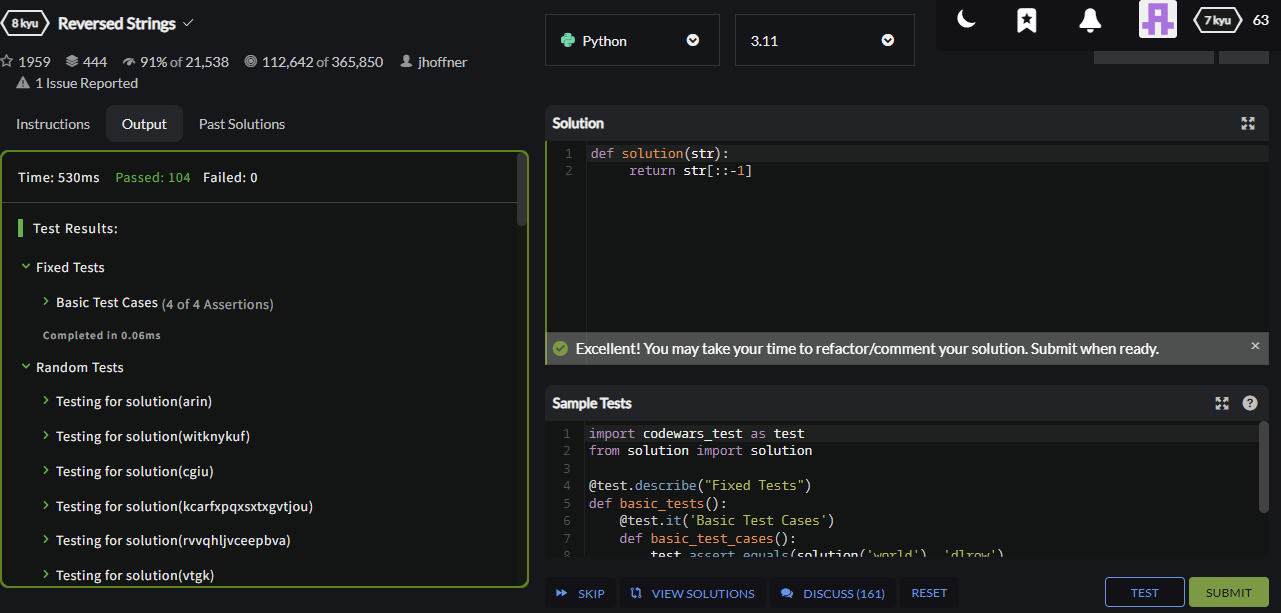 8 kyu Reversed Strings
1959 444 91% of 21,538 112,642 of 365,850 jhoffner
1 Issue Reported
Python
3.11
7 kyu 63
Instructions Output Past Solutions
Time: 530ms Passed: 104 Failed: 0
Test Results:
Fixed Tests
Basic Test Cases (4 of 4 Assertions)
Completed in 0.06ms
Random Tests
Testing for solution(arin)
Testing for solution(witknykuf)
Testing for solution(cgiu)
Testing for solution(kcarfxpqxsxtxgvtjou)
Testing for solution(rvvqhljvceepbva)
Testing for solution(vtgk)
Solution
1 def solution(str):
2 return str[::-1]
Excellent! You may take your time to refactor/comment your solution. Submit when ready.
Sample Tests
1 import codewars_test as test
2 from solution import solution
3
4 @test.describe("Fixed Tests")
5 def basic_tests():
6 @test.it('Basic Test Cases')
7 def basic_test_cases():
8 test.assert_equals(solution('world'), 'dlrow')
SKIP VIEW SOLUTIONS DISCUSS (161) RESET TEST SUBMIT